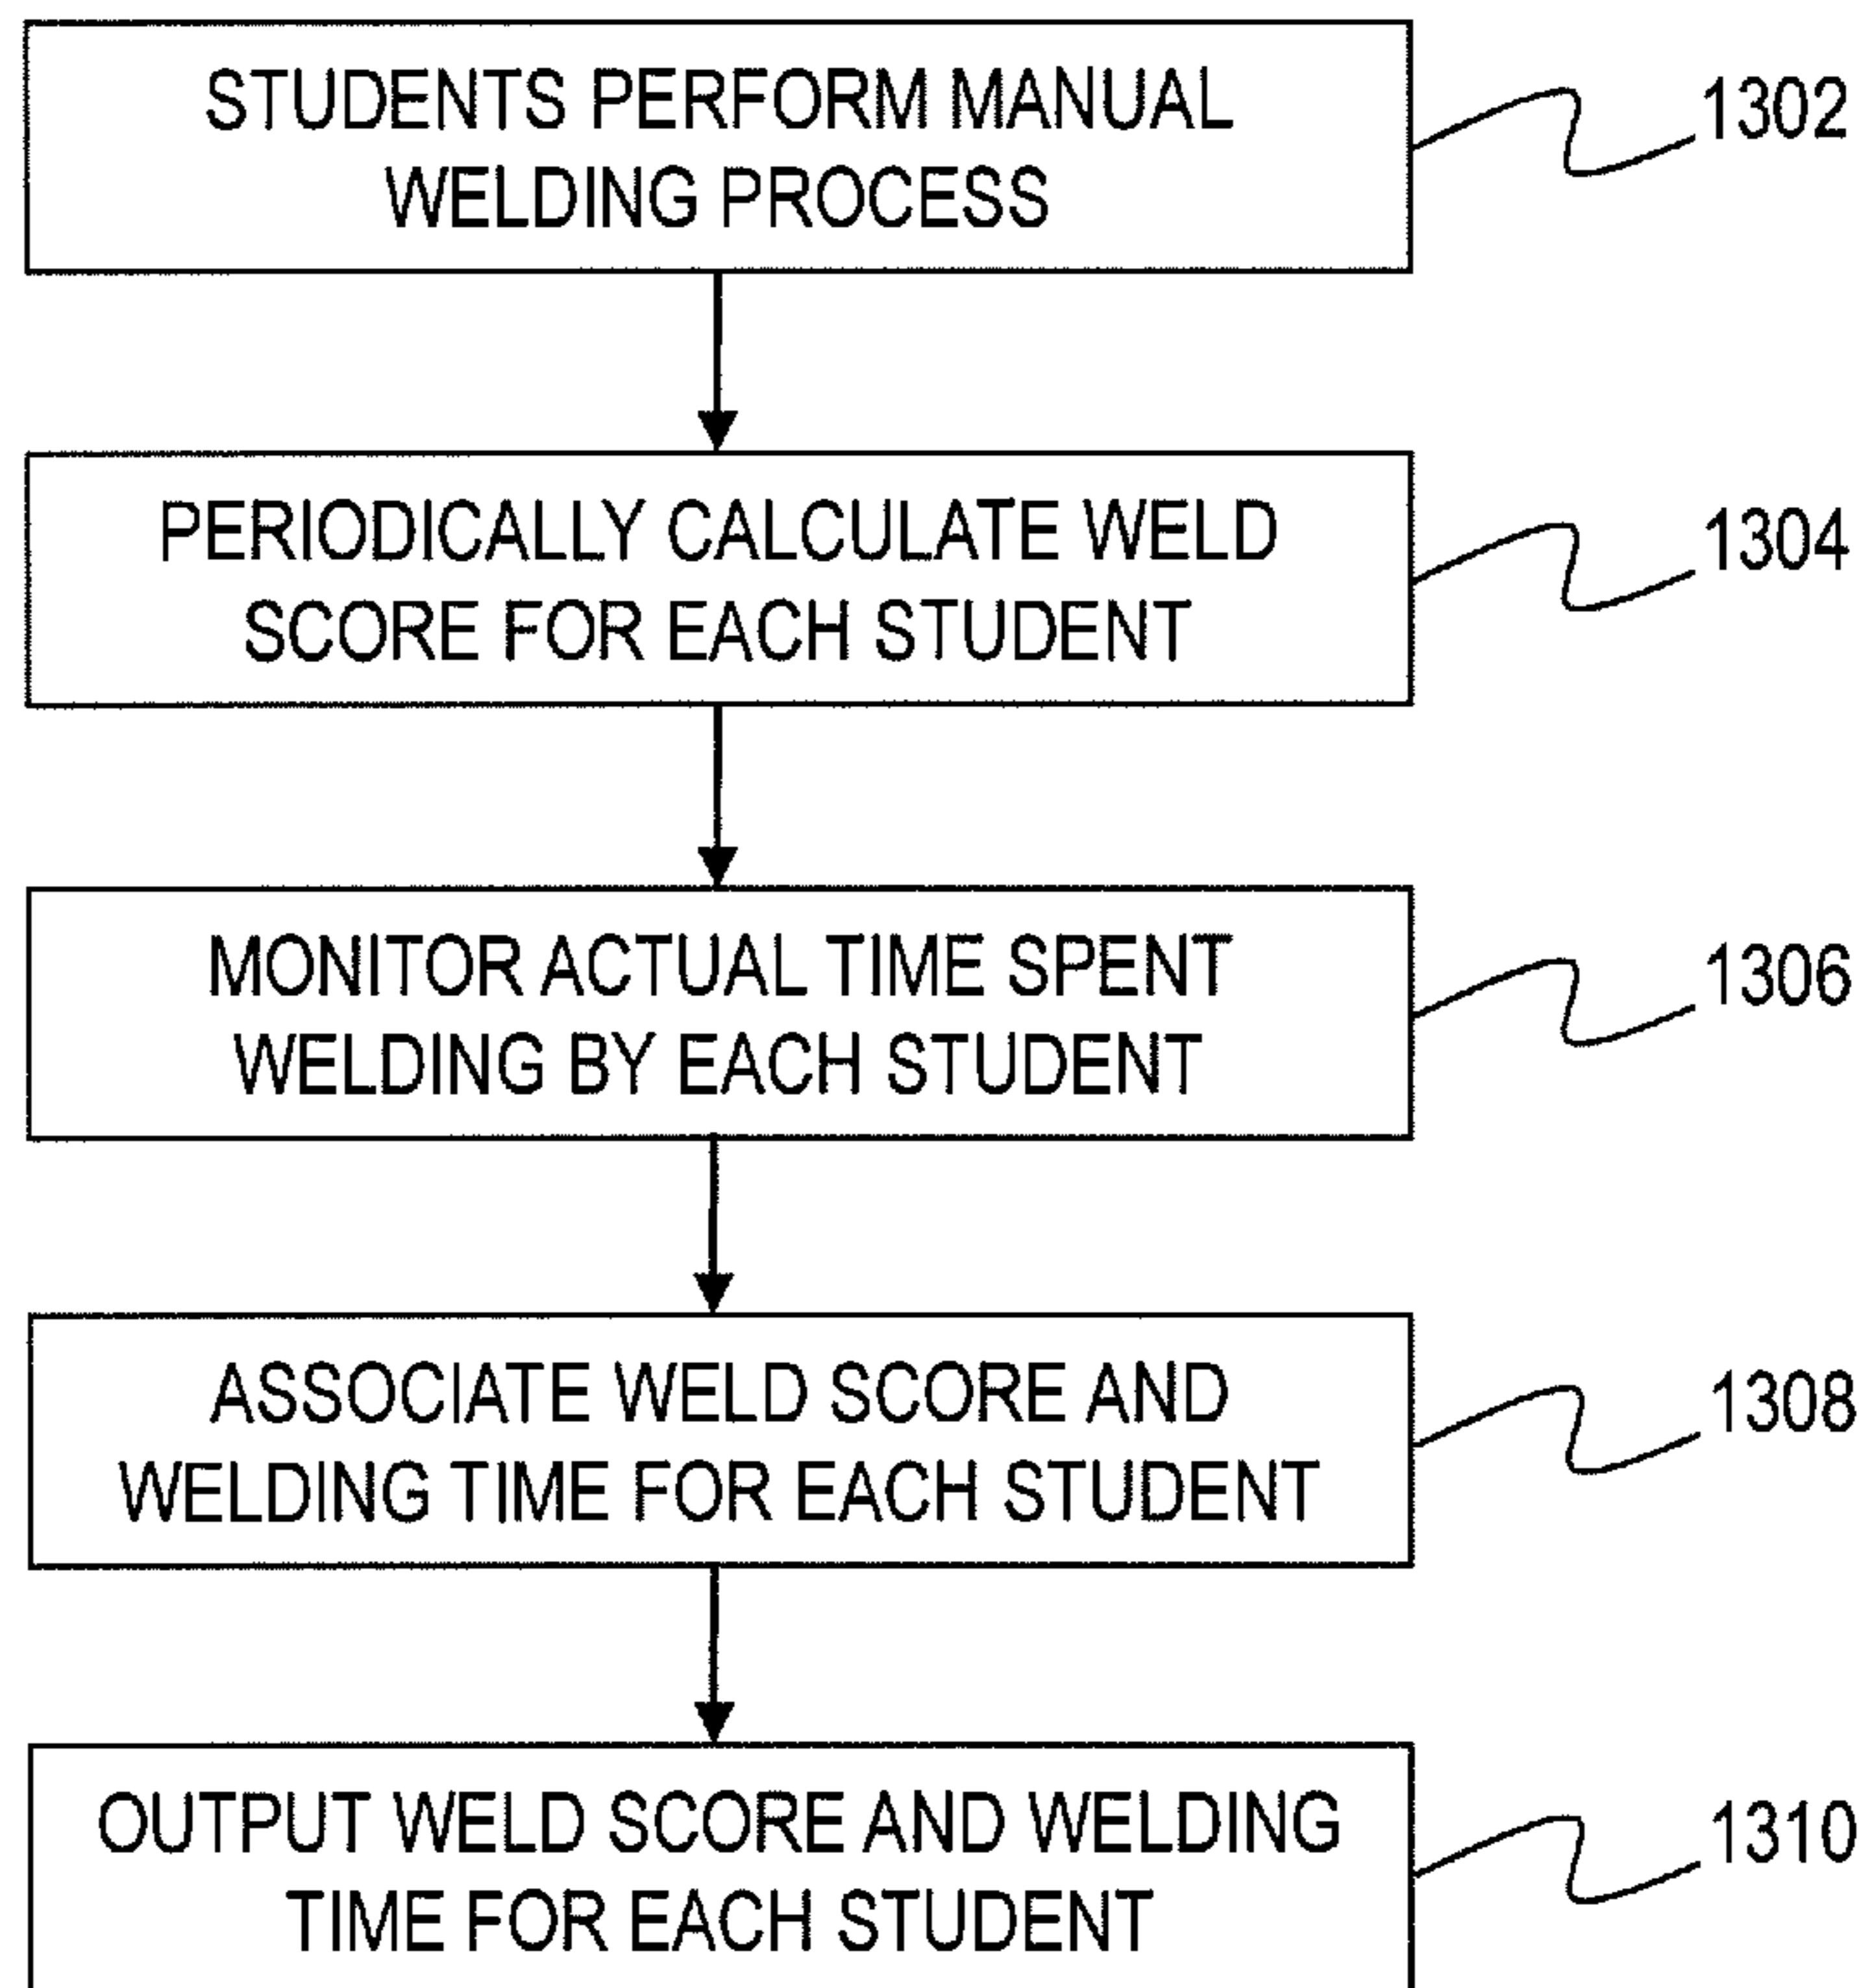 STUDENTS PERFORM MANUAL
WELDING PROCESS
1302
PERIODICALLY CALCULATE WELD
SCORE FOR EACH STUDENT
1304
MONITOR ACTUAL TIME SPENT
WELDING BY EACH STUDENT
1306
ASSOCIATE WELD SCORE AND
WELDING TIME FOR EACH STUDENT
1308
OUTPUT WELD SCORE AND WELDING
TIME FOR EACH STUDENT
1310